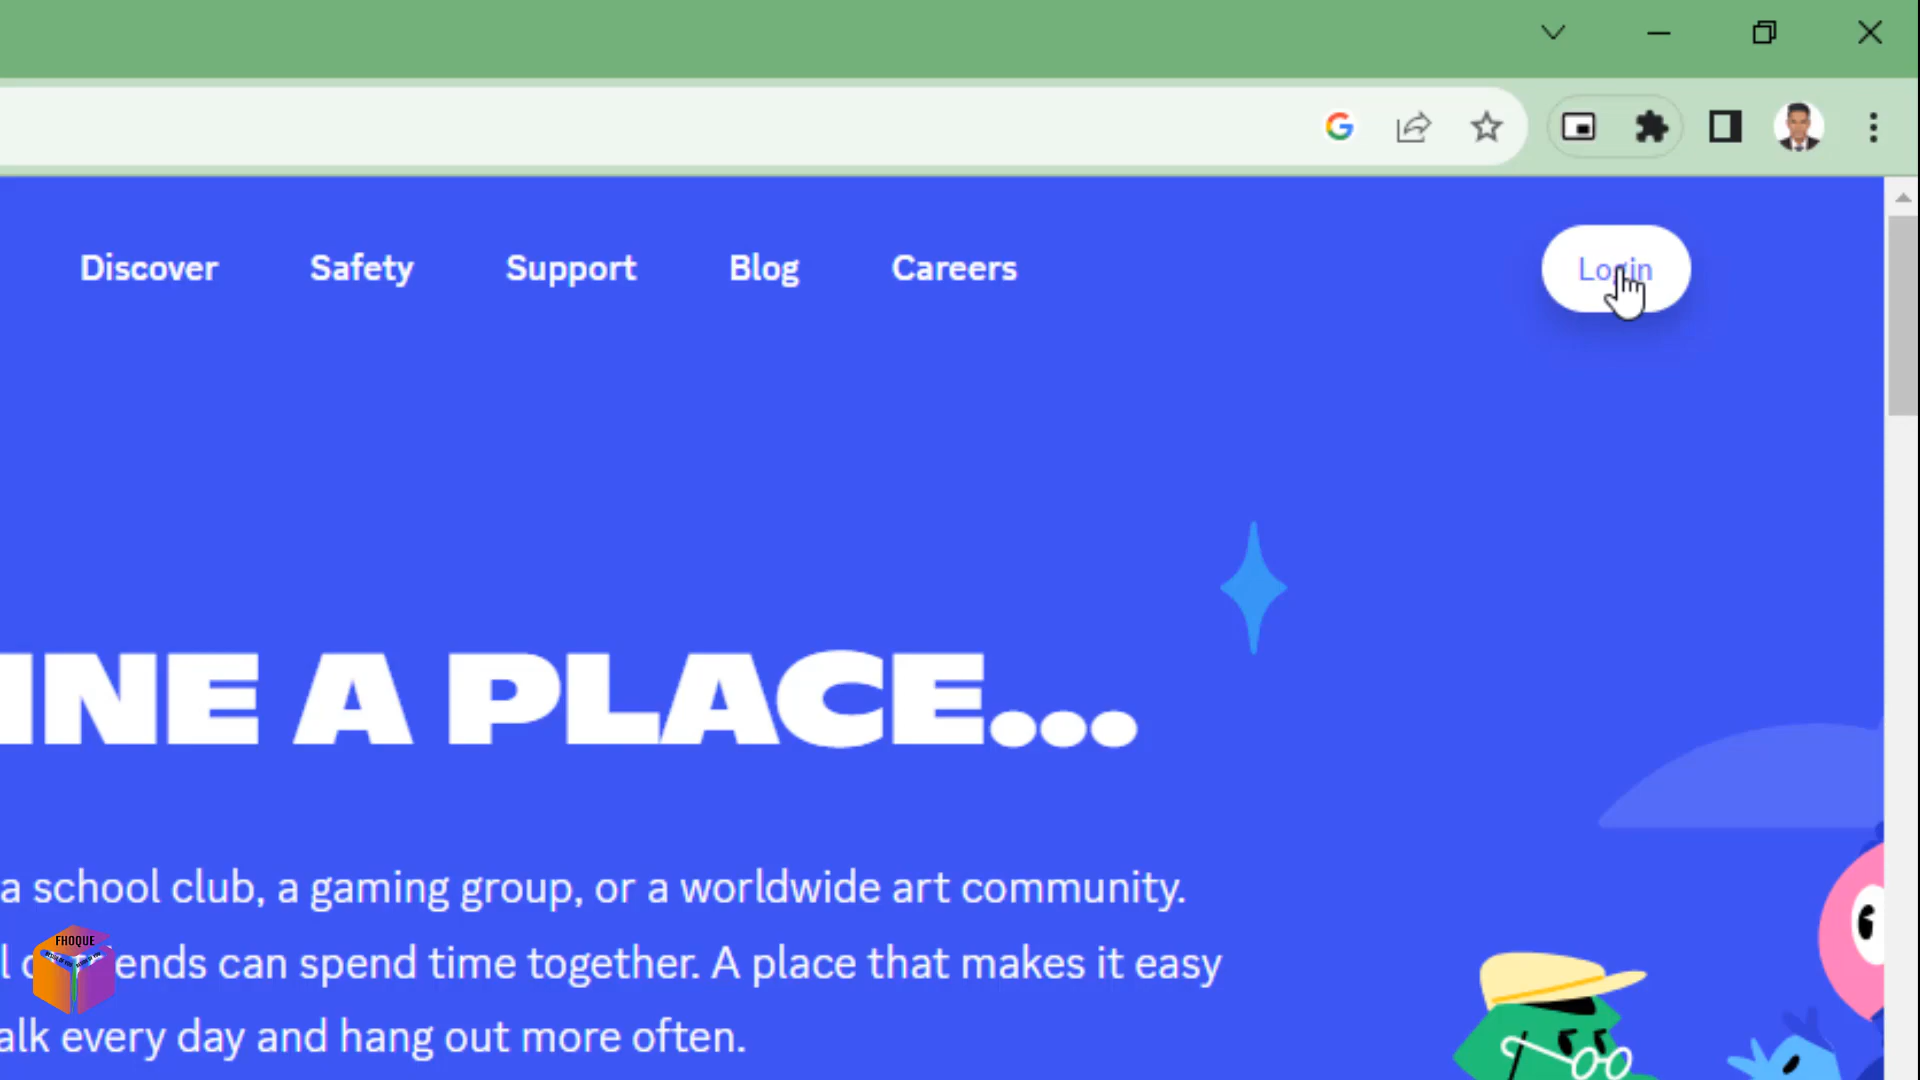 Discover Safety Support Blog Careers Login
INE A PLACE...
a school club, a gaming group, or a worldwide art community.
ends can spend time together. A place that makes it easy
alk every day and hang out more often.
FHOQUE